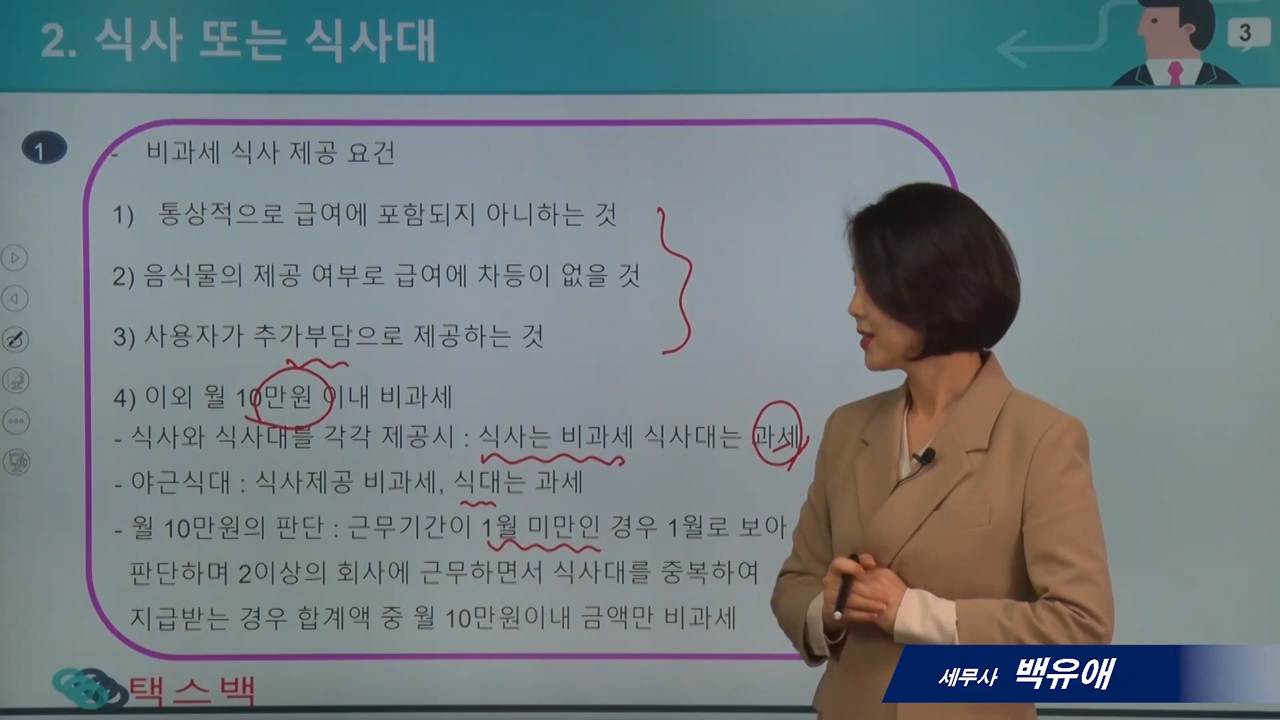 2. 식사 또는 식사대
3
1
- 비과세 식사 제공 요건
1) 통상적으로 급여에 포함되지 아니하는 것
2) 음식물의 제공 여부로 급여에 차등이 없을 것
3) 사용자가 추가부담으로 제공하는 것
4) 이외 월 10만원 이내 비과세
- 식사와 식사대를 각각 제공시 : 식사는 비과세 식사대는 과세
- 야근식대 : 식사제공 비과세, 식대는 과세
- 월 10만원의 판단 : 근무기간이 1월 미만인 경우 1월로 보아
판단하며 2이상의 회사에 근무하면서 식사대를 중복하여
지급받는 경우 합계액 중 월 10만원이내 금액만 비과세
택스백
세무사 백유애